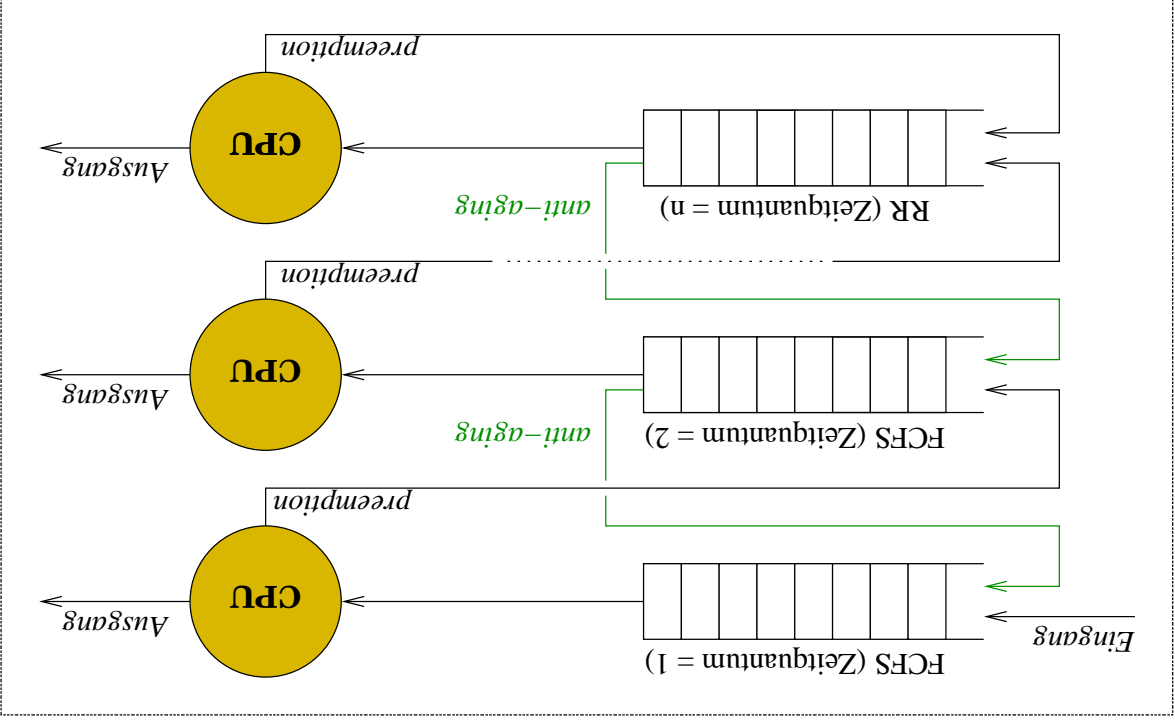 Eingang
FCFS (Zeitquantum = 1)
CPU
Ausgang
preemption
anti–aging
FCFS (Zeitquantum = 2)
CPU
Ausgang
preemption
anti–aging
RR (Zeitquantum = n)
CPU
Ausgang
preemption